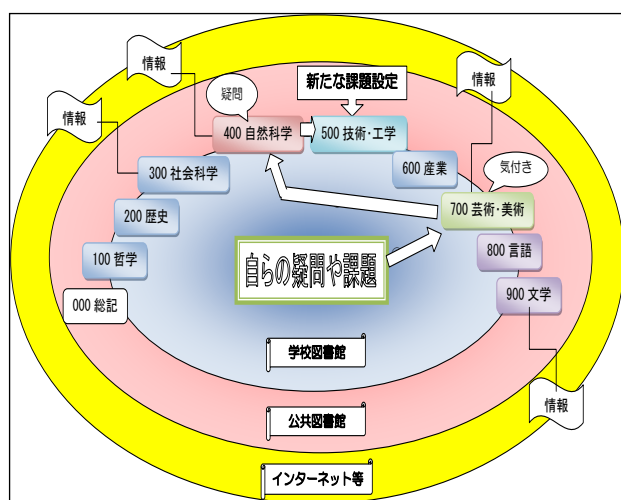 情報
情報
疑問
新たな課題設定
情報
400 自然科学
500 技術・工学
300 社会科学
600 産業
気付き
200 歴史
700 芸術・美術
100 哲学
自らの疑問や課題
800 言語
000 総記
900 文学
学校図書館
情報
公共図書館
インターネット等